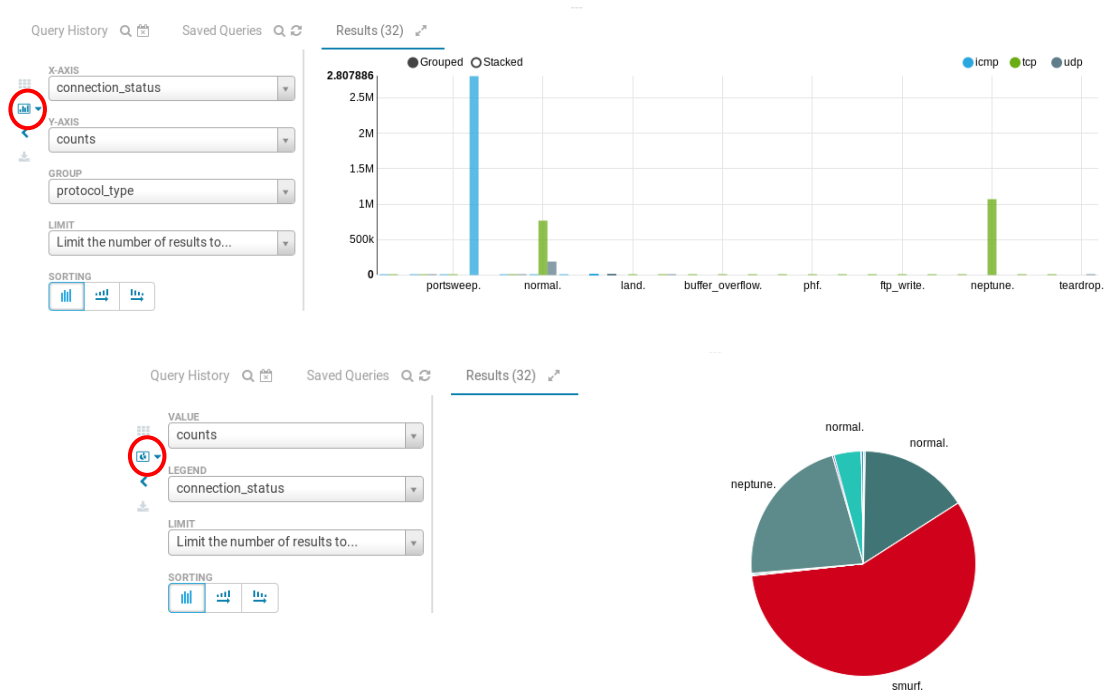 Query History
Saved Queries
Results (32)
X-AXIS
connection_status
Y-AXIS
counts
GROUP
protocol_type
LIMIT
Limit the number of results to...
SORTING
Grouped Stacked
icmp tcp udp
2.807886
2.5M
2M
1.5M
1M
500k
0
portsweep. normal. land. buffer_overflow. phf. ftp_write. neptune. teardrop.
Query History
Saved Queries
Results (32)
VALUE
counts
LEGEND
connection_status
LIMIT
Limit the number of results to...
SORTING
normal.
normal.
neptune.
smurf.